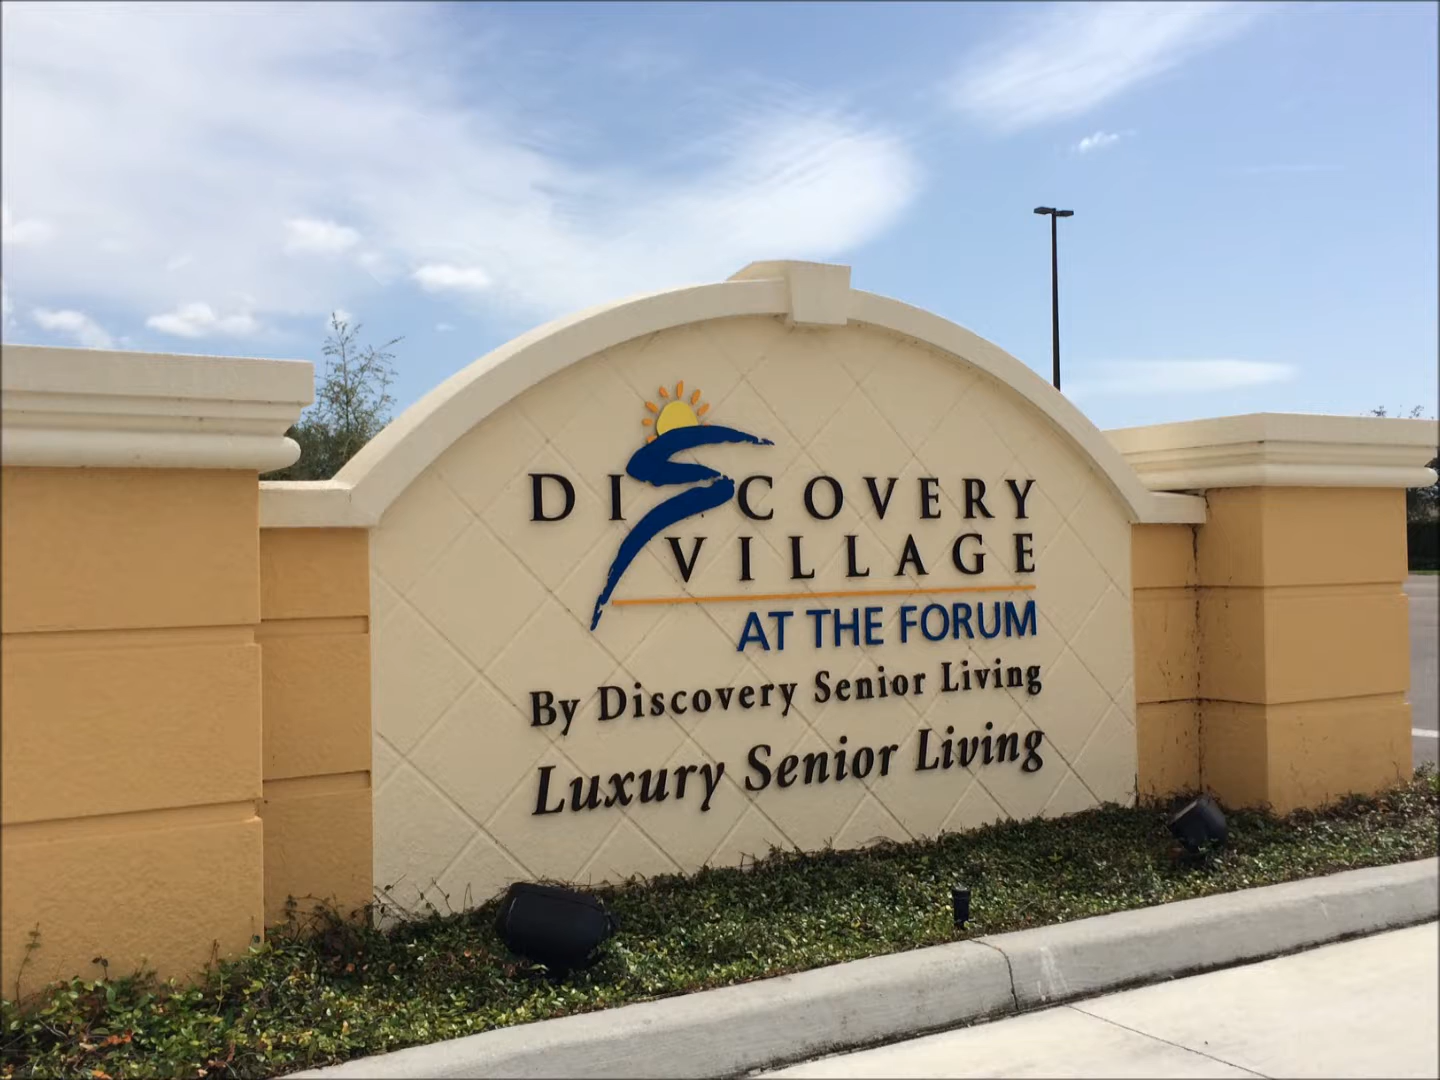 DISCOVERY
VILLAGE
AT THE FORUM
By Discovery Senior Living
Luxury Senior Living